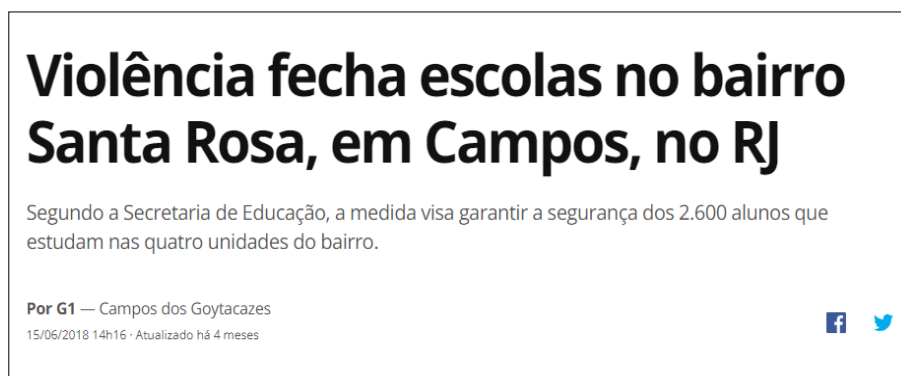 Violência fecha escolas no bairro
Santa Rosa, em Campos, no RJ
Segundo a Secretaria de Educação, a medida visa garantir a segurança dos 2.600 alunos que
estudam nas quatro unidades do bairro.
Por G1 — Campos dos Goytacazes
15/06/2018 14h16 · Atualizado há 4 meses